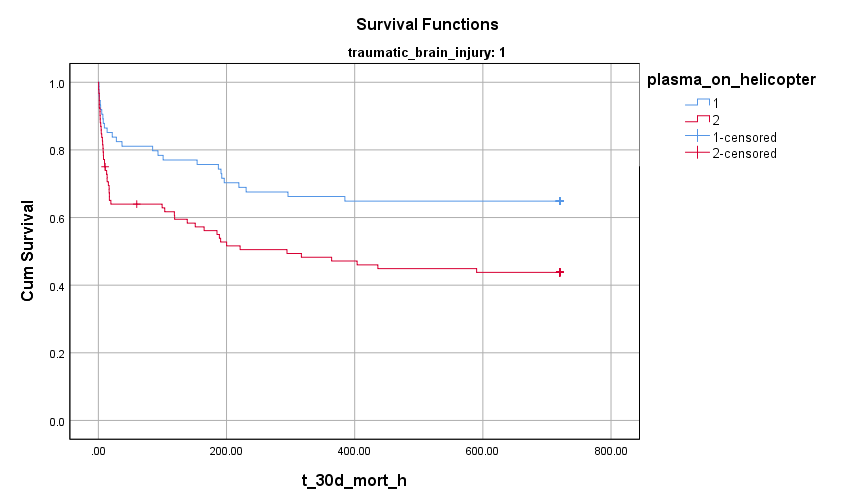 Survival Functions
traumatic_brain_injury: 1
plasma_on_helicopter
1
2
1-censored
2-censored
Cum Survival
1.0
0.8
0.6
0.4
0.2
0.0
.00
200.00
400.00
600.00
800.00
t_30d_mort_h